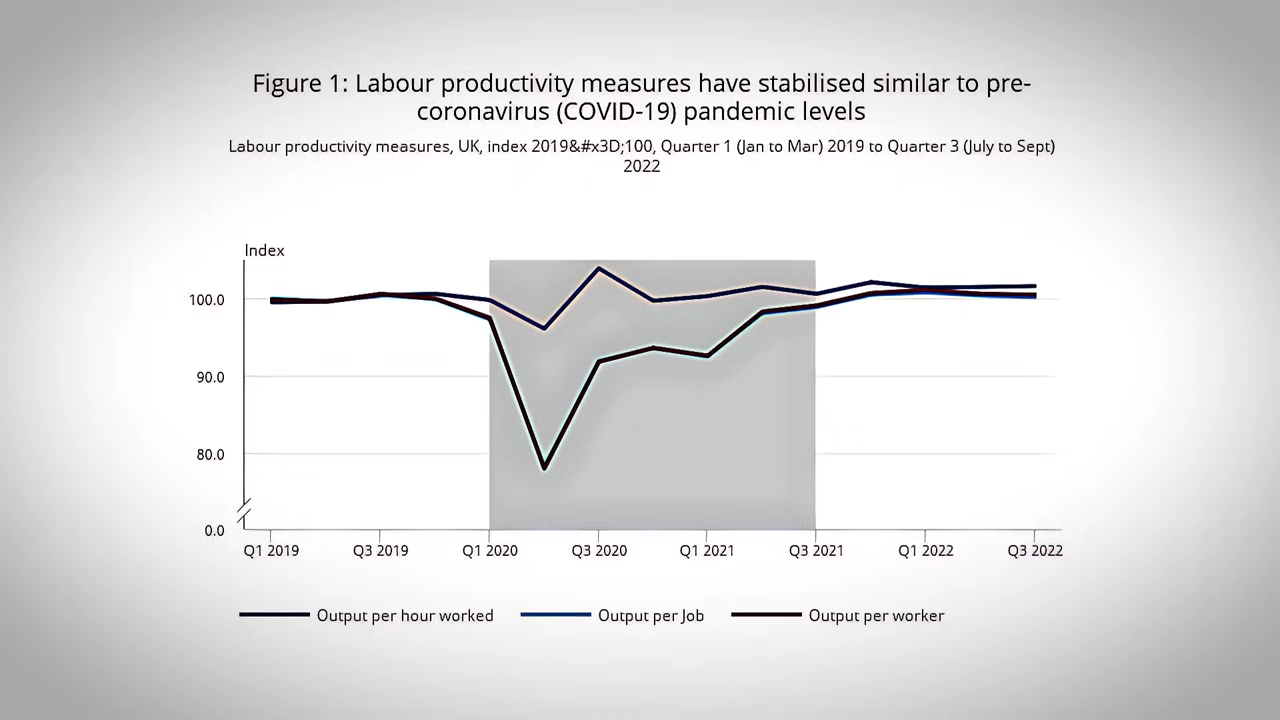 Figure 1: Labour productivity measures have stabilised similar to pre-
coronavirus (COVID-19) pandemic levels
Labour productivity measures, UK, index 2019&#x3D;100, Quarter 1 (Jan to Mar) 2019 to Quarter 3 (July to Sept)
2022
Index
100.0
90.0
80.0
0.0
Q1 2019 Q3 2019 Q1 2020 Q3 2020 Q1 2021 Q3 2021 Q1 2022 Q3 2022
Output per hour worked Output per Job Output per worker